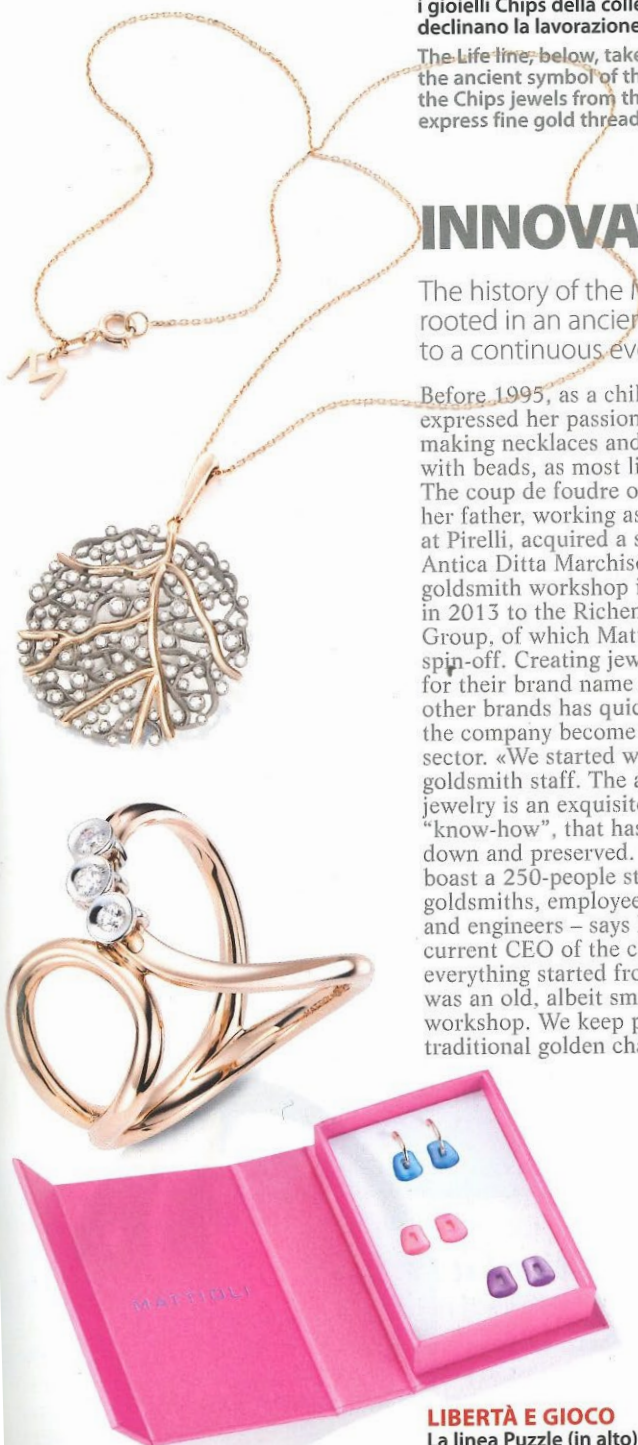 i gioielli Chips della colle
declinano la lavorazione
The Life line, below, take
the ancient symbol of th
the Chips jewels from th
express fine gold thread
INNOVA
The history of the
rooted in an ancien
to a continuous ev
Before 1995, as a chil
expressed her passion
making necklaces and
with beads, as most li
The coup de foudre o
her father, working as
at Pirelli, acquired a s
Antica Ditta Marchis
goldsmith workshop i
in 2013 to the Richen
Group, of which Mat
spin-off. Creating jew
for their brand name
other brands has quic
the company become
sector. «We started w
goldsmith staff. The a
jewelry is an exquisit
"know-how", that has
down and preserved.
boast a 250-people st
goldsmiths, employee
and engineers – says
current CEO of the c
everything started fro
was an old, albeit sm
workshop. We keep p
traditional golden cha
MATTIOLI
LIBERTÀ E GIOCO
La linea Puzzle (in alto)